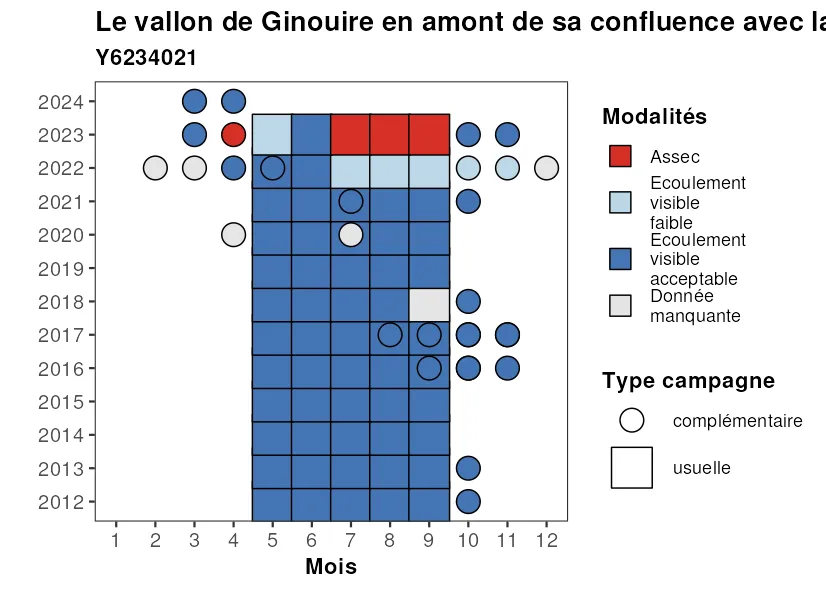 Le vallon de Ginouire en amont de sa confluence avec la
Y6234021
2024
2023
2022
2021
2020
2019
2018
2017
2016
2015
2014
2013
2012
1 2 3 4 5 6 7 8 9 10 11 12
Mois
Modalités
Assec
Ecoulement
visible
faible
Ecoulement
visible
acceptable
Donnée
manquante
Type campagne
complémentaire
usuelle